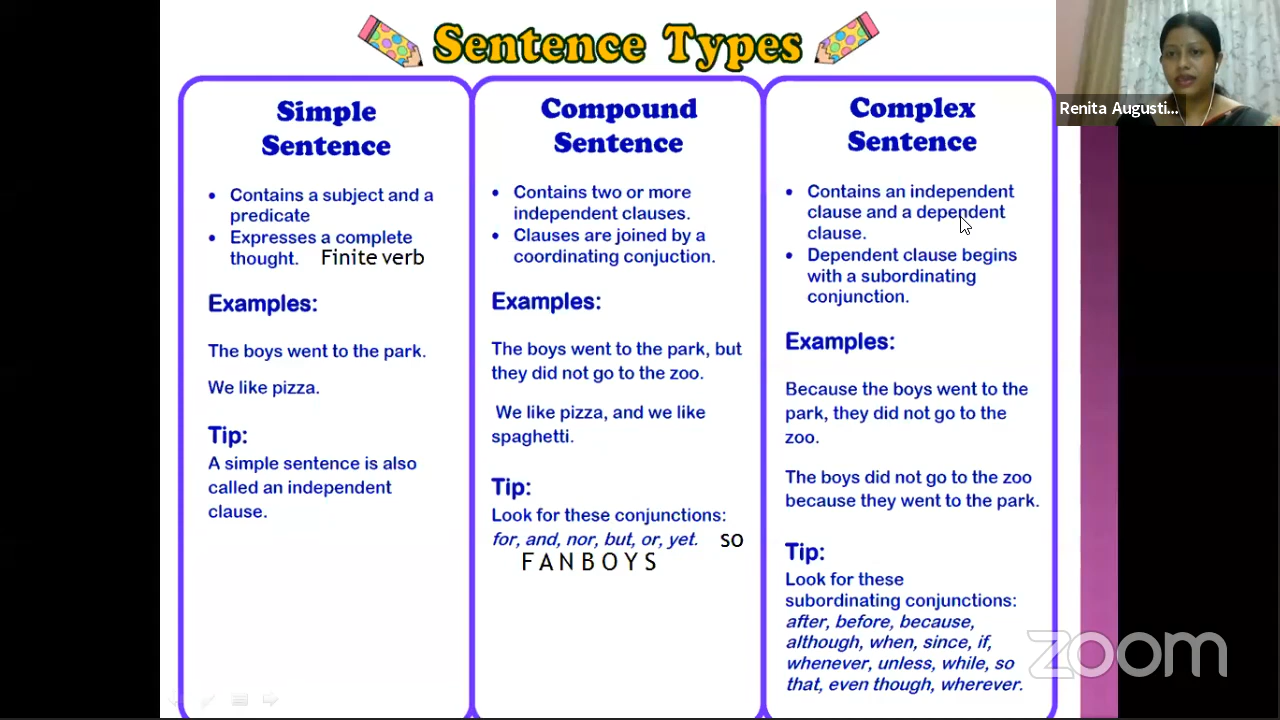 Sentence Types
Simple
Sentence
• Contains a subject and a
predicate
• Expresses a complete
thought. Finite verb
Examples:
The boys went to the park.
We like pizza.
Tip:
A simple sentence is also
called an independent
clause.
Compound
Sentence
• Contains two or more
independent clauses.
• Clauses are joined by a
coordinating conjuction.
Examples:
The boys went to the park, but
they did not go to the zoo.
We like pizza, and we like
spaghetti.
Tip:
Look for these conjunctions:
for, and, nor, but, or, yet. so
F A N B O Y S
Complex
Sentence
• Contains an independent
clause and a dependent
clause.
• Dependent clause begins
with a subordinating
conjunction.
Examples:
Because the boys went to the
park, they did not go to the
zoo.
The boys did not go to the zoo
because they went to the park.
Tip:
Look for these
subordinating conjunctions:
after, before, because,
although, when, since, if,
whenever, unless, while, so
that, even though, wherever.
Renita Augusti...
zoom